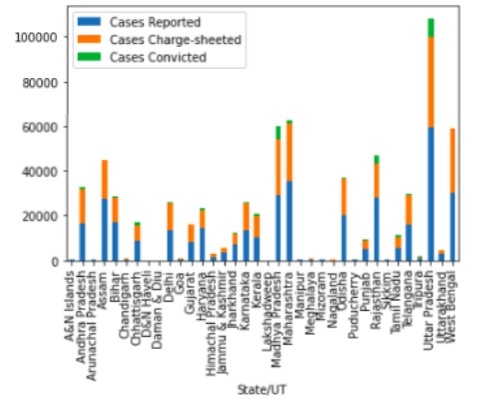 Cases Reported
Cases Charge-sheeted
Cases Convicted
100000
80000
60000
40000
20000
0
A&N Islands
Andhra Pradesh
Arunachal Pradesh
Assam
Bihar
Chandigarh
Chhattisgarh
D&N Haveli
Daman & Diu
Delhi
Goa
Gujarat
Haryana
Himachal Pradesh
Jammu & Kashmir
Jharkhand
Karnataka
Kerala
Lakshadweep
Madhya Pradesh
Maharashtra
Manipur
Meghalaya
Mizoram
Nagaland
Odisha
Puducherry
Punjab
Rajasthan
Sikkim
Tamil Nadu
Telangana
Tripura
Uttar Pradesh
Uttarakhand
West Bengal
State/UT